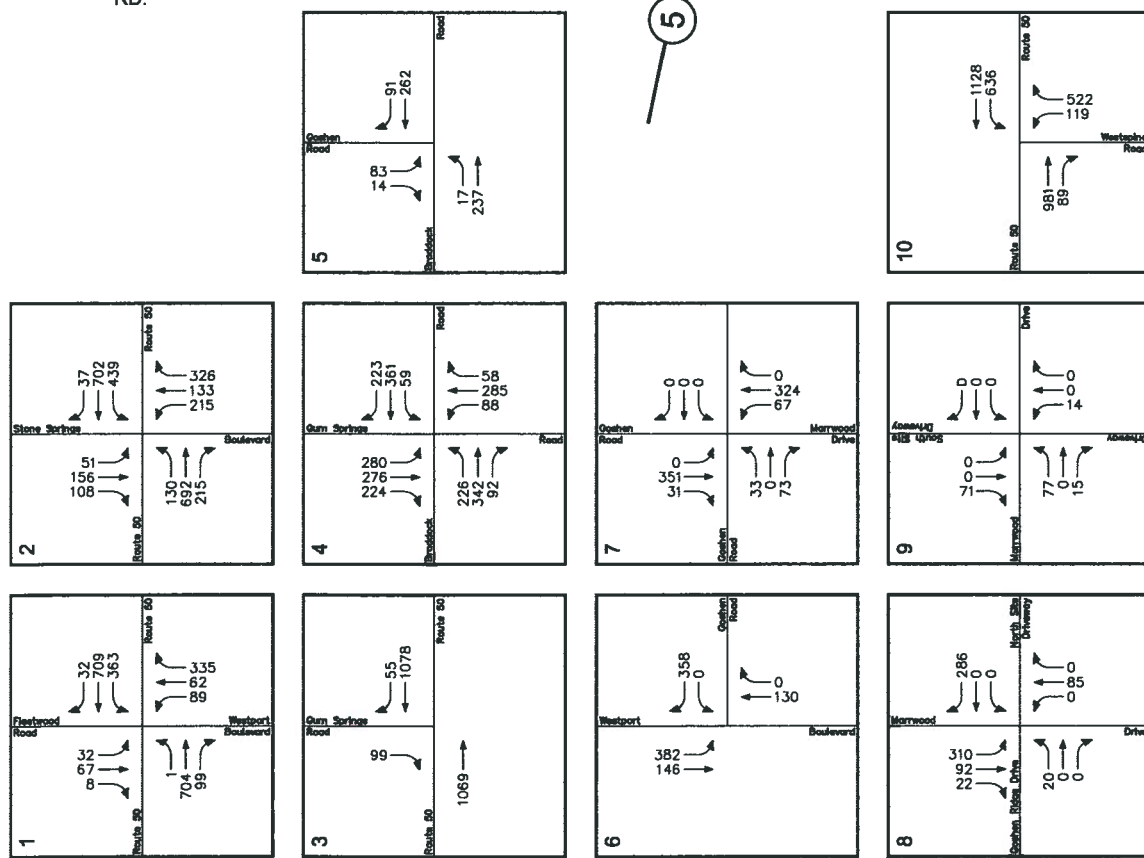 RD.
1
Fleetwood
Road
32
709
363
Route 50
32
67
8
335
62
89
Westport
Boulevard
1
704
99
Route 50
2
Stone Springs
37
702
439
Route 50
51
156
108
326
133
215
Boulevard
130
692
215
Route 50
3
Gum Springs
Road
55
1078
Route 50
99
1069
Route 50
4
Gum Springs
223
361
59
Road
280
276
224
58
285
88
Road
226
342
92
Braddock
5
Goshen
Road
91
262
Road
83
14
17
237
Braddock
5
6
Westport
358
0
Goshen
Road
382
146
0
130
Boulevard
7
Goshen
Road
0
0
0
0
351
31
0
324
67
Marrwood
Drive
33
0
73
Goshen
Road
8
Marrwood
286
0
0
North Site
Driveway
310
92
22
0
85
0
Drive
20
0
0
Goshen Ridge Drive
9
South Site
Driveway
0
0
0
Drive
0
0
71
0
0
14
Driveway
77
0
15
Marrwood
10
1128
636
Route 50
522
119
Westspine
Road
981
89
Route 50